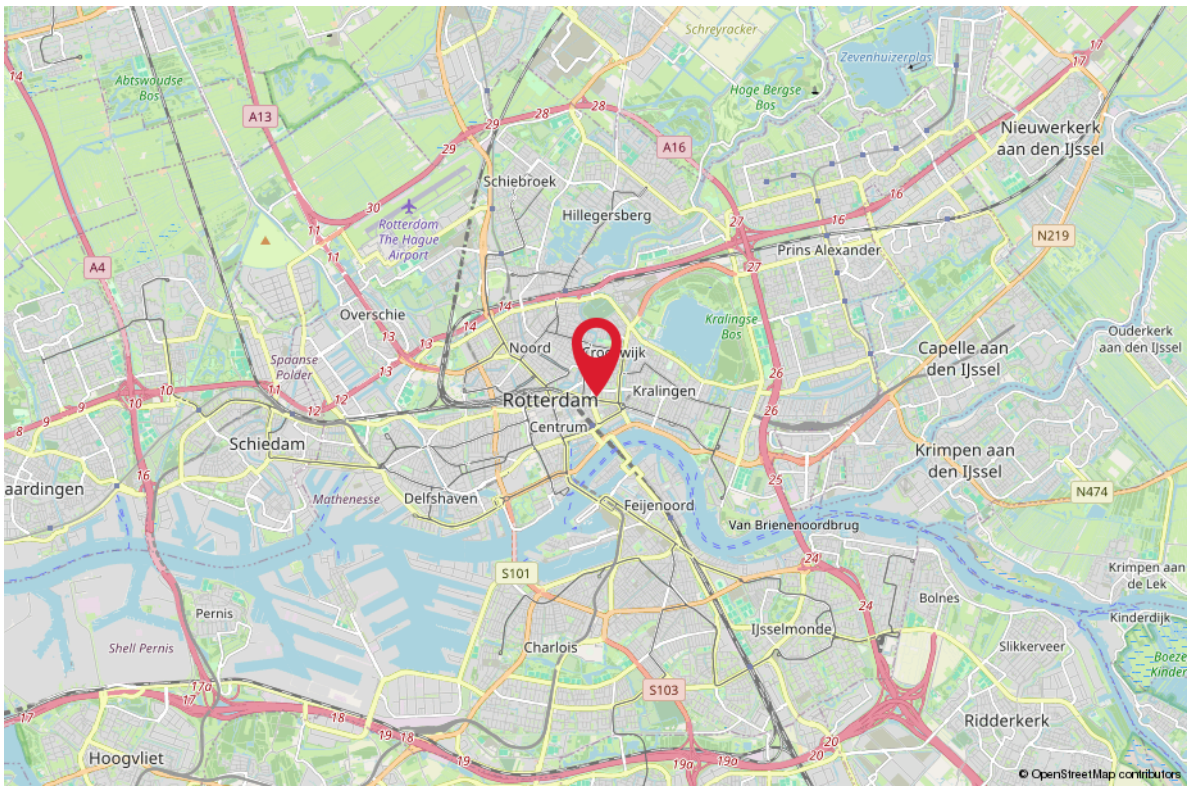 Schreyracker
17
14
Abtswoudse
Bos
Zevenhuizerplas
17
Hoge Bergse
Bos
A13
28
28
29
Nieuwerkerk
aan den IJssel
29
A16
16
Schiebroek
30
Hillegersberg
27
16
11
Rotterdam
The Hague
Airport
N219
Prins Alexander
11
A4
27
14
Overschie
14
Kralingse
Bos
13
Noord
Ouderkerk
aan den IJssel
13
Capelle aan
den IJssel
Spaanse
Polder
13
26
10
11
10
Kralingen
9
12
12
Rotterdam
26
9
Centrum
8
Schiedam
Krimpen aan
den IJssel
16
25
aardingen
Mathenesse
Delfshaven
N474
Feijenoord
Van Brienenoordbrug
24
S101
Krimpen aan
de Lek
24
Bolnes
Pernis
Kinderdijk
IJsselmonde
Shell Pernis
Charlois
Slikkerveer
Boeze
Kinder
17a
17
S103
17
18
Ridderkerk
19
18
20
20
Hoogvliet
19
19a
19a
© OpenStreetMap contributors